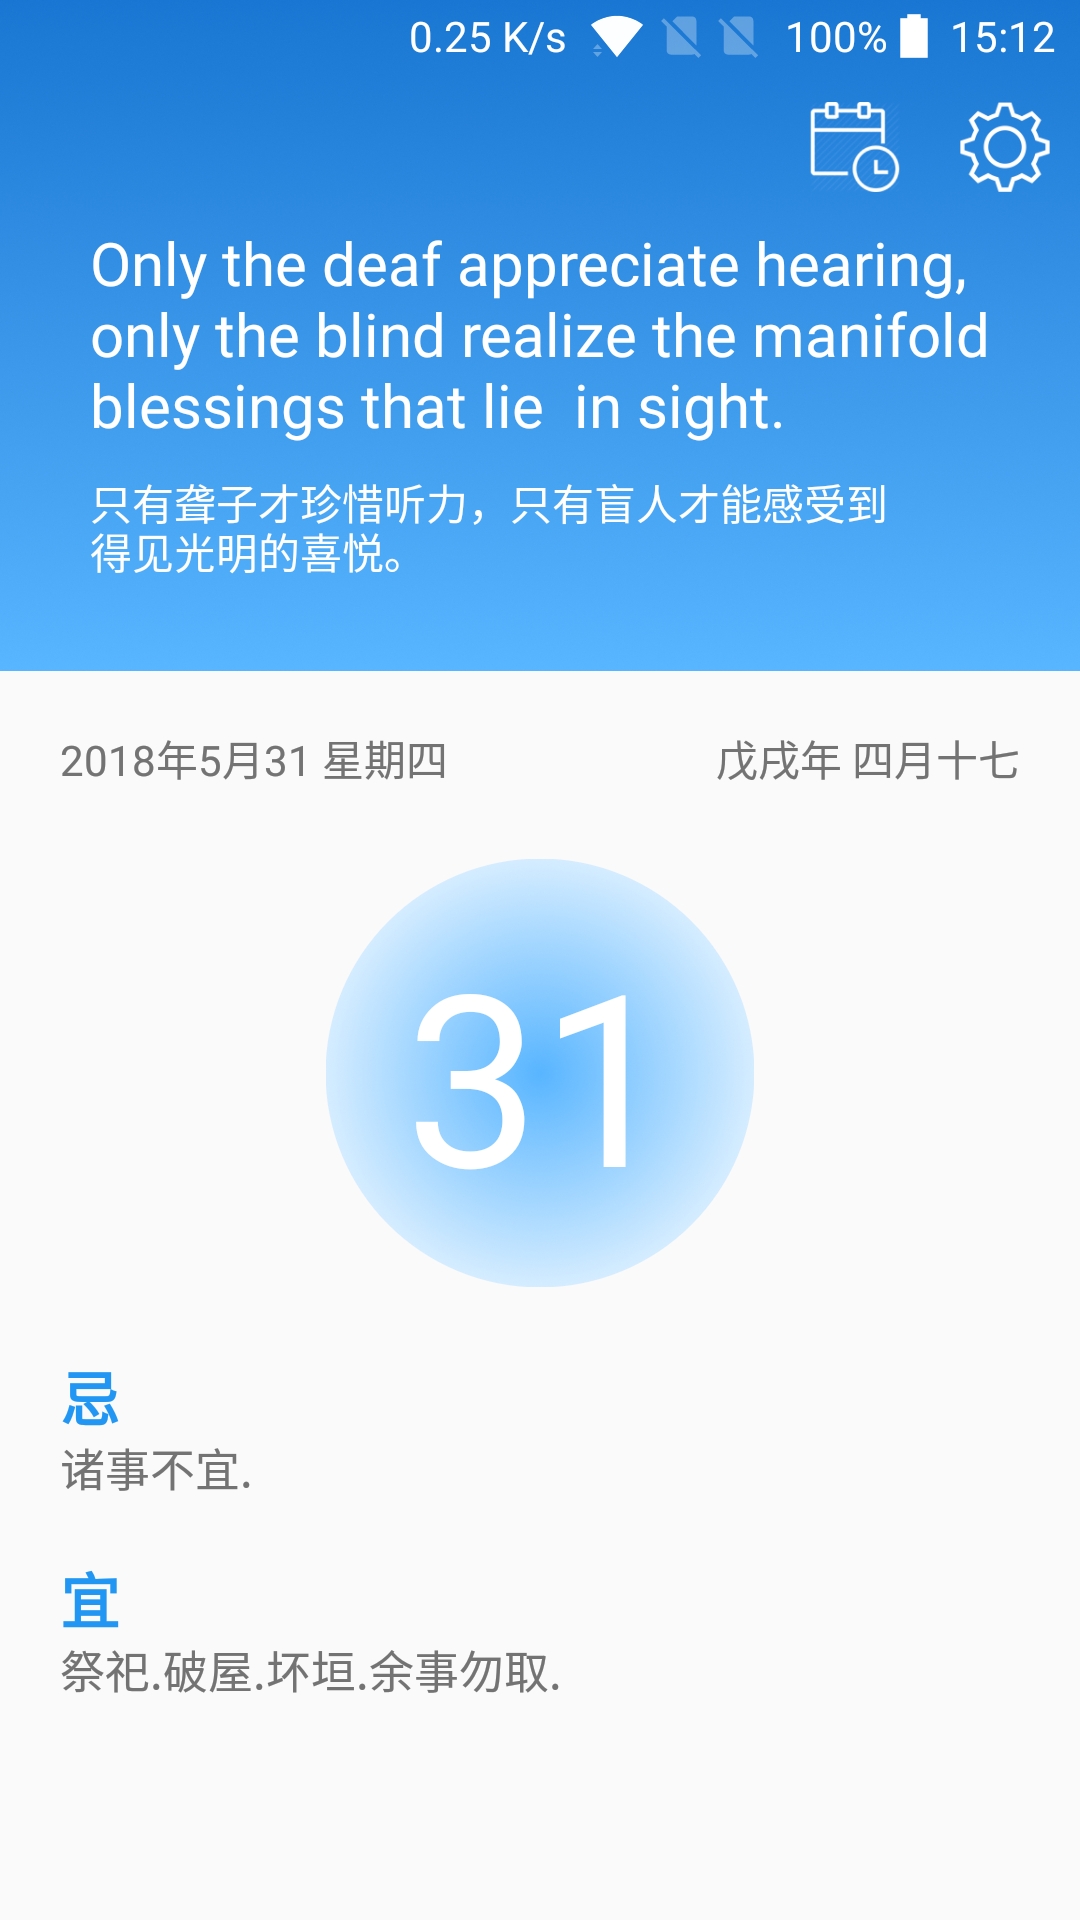 0.25 K/s 100% 15:12
Only the deaf appreciate hearing,
only the blind realize the manifold
blessings that lie  in sight.
只有聋子才珍惜听力，只有盲人才能感受到
得见光明的喜悦。
2018年5月31 星期四 戊戌年 四月十七
31
忌
诸事不宜.
宜
祭祀.破屋.坏垣.余事勿取.